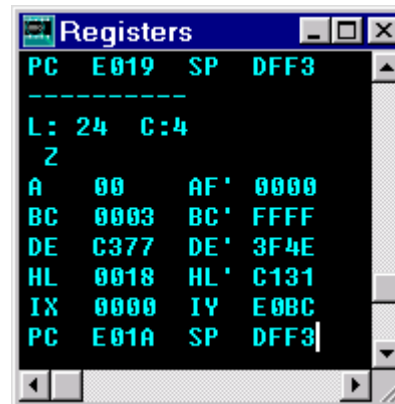 Registers
PC E019 SP DFF3
----------
L: 24 C:4
Z
A 00 AF' 0000
BC 0003 BC' FFFF
DE C377 DE' 3F4E
HL 0018 HL' C131
IX 0000 IY E0BC
PC E01A SP DFF3